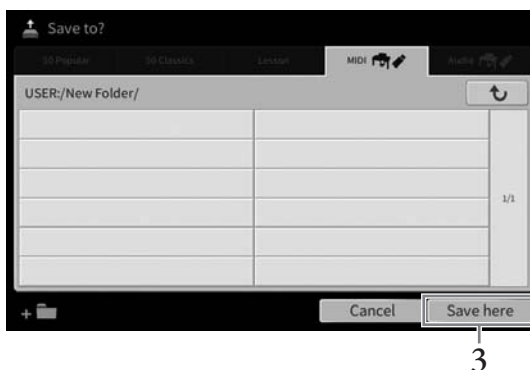 Save to?
50 Popular 50 Classics Lesson MIDI Audio
USER:/New Folder/
1/1
Cancel Save here
3